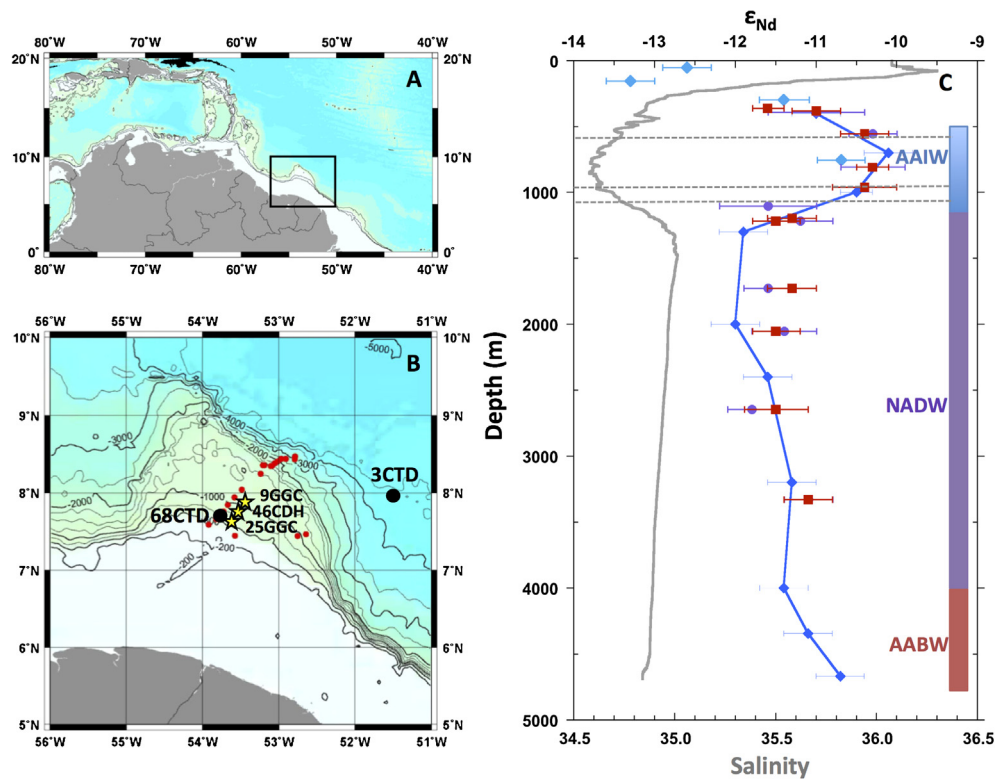 80°W 70°W 60°W 50°W 40°W
20°N 20°N
A
10°N 10°N
0° 0°
80°W 70°W 60°W 50°W 40°W
56°W 55°W 54°W 53°W 52°W 51°W
10°N 10°N
-5000
B
9°N 9°N
-4000
-3000
-2000
-3000
3CTD
8°N 8°N
-2000
-1000
9GGC
68CTD
46CDH
25GGC
-200
-200
7°N 7°N
6°N 6°N
5°N 5°N
56°W 55°W 54°W 53°W 52°W 51°W
εNd
-14 -13 -12 -11 -10 -9
C
0
AAIW
1000
2000
Depth (m)
NADW
3000
4000
AABW
5000
34.5 35.0 35.5 36.0 36.5
Salinity